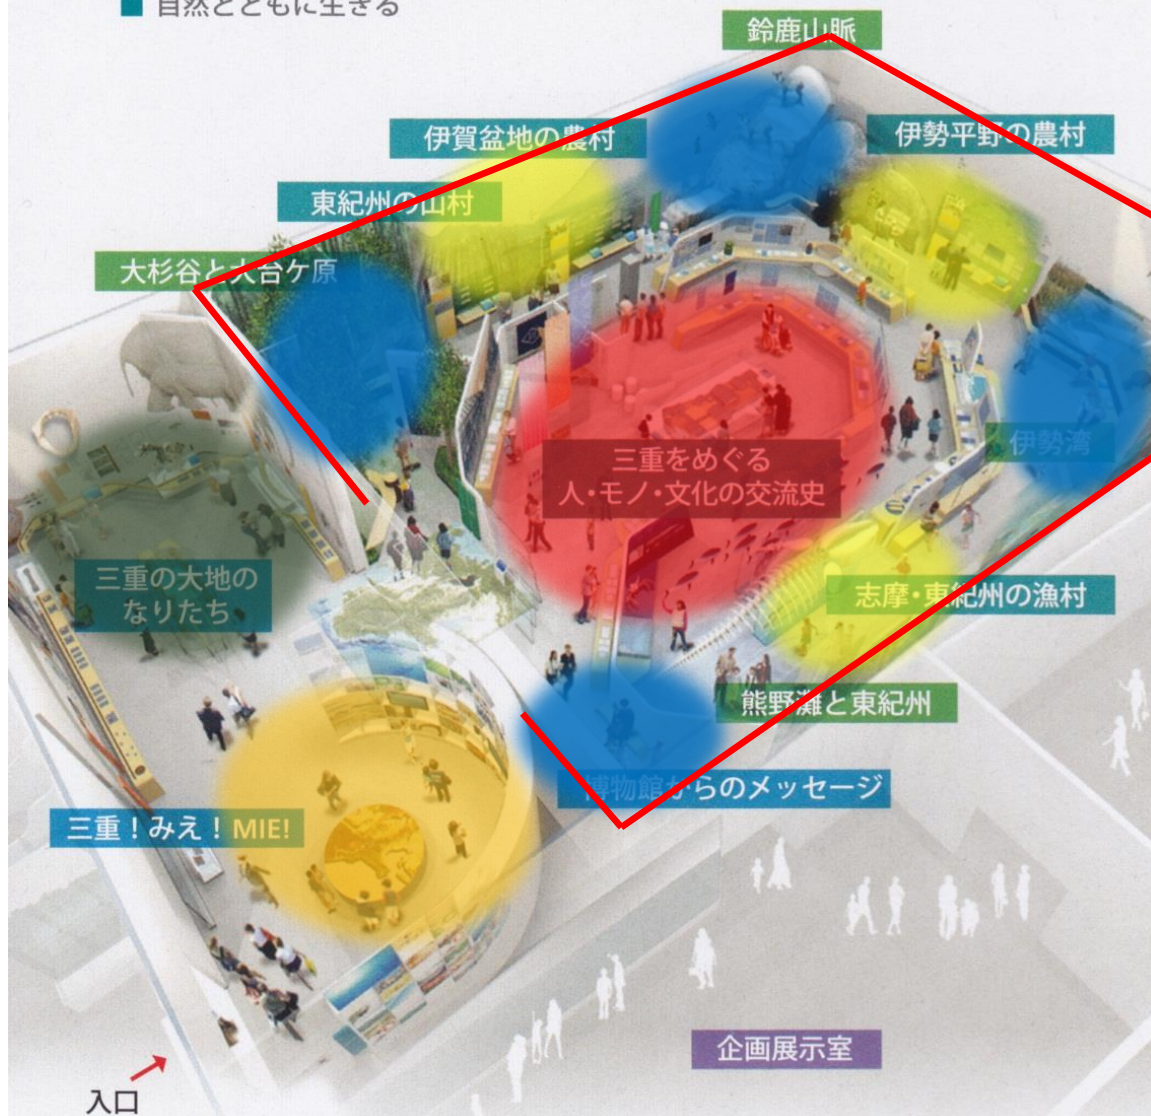 自然とともに生きる
鈴鹿山脈
伊賀盆地の農村
伊勢平野の農村
東紀州の山村
大杉谷と大台ケ原
伊勢湾
三重をめぐる
人・モノ・文化の交流史
三重の大地の
なりたち
志摩・東紀州の漁村
熊野灘と東紀州
博物館からのメッセージ
三重!みえ!MIE!
企画展示室
入口